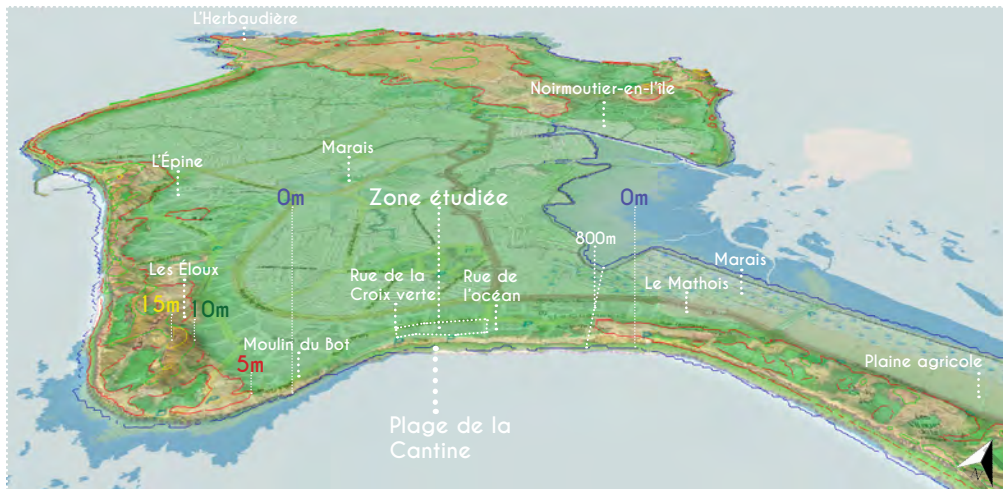 L'Herbaudière
Noirmoutier-en-l'île
Marais
L'Épine
Zone étudiée
0m
0m
800m
Marais
Les Éloux
Rue de la
Croix verte
Rue de
l'océan
Le Mathois
15m
10m
Moulin du Bot
5m
Plaine agricole
Plage de la
Cantine
N